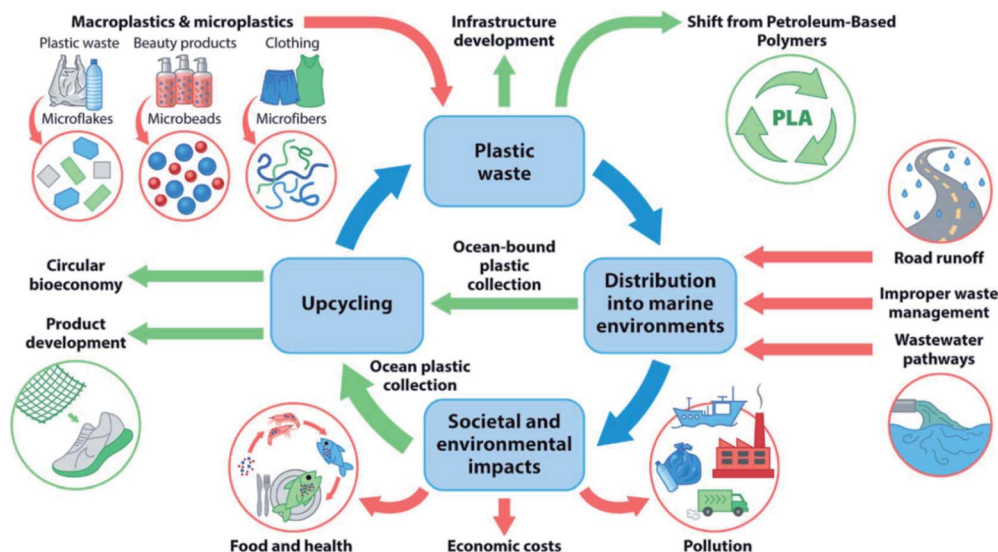 Macroplastics & microplastics
Plastic waste
Beauty products
Clothing
Microflakes
Microbeads
Microfibers
Infrastructure
development
Shift from Petroleum-Based
Polymers
PLA
Plastic
waste
Road runoff
Improper waste
management
Wastewater
pathways
Distribution
into marine
environments
Ocean-bound
plastic
collection
Upcycling
Circular
bioeconomy
Product
development
Ocean plastic
collection
Societal and
environmental
impacts
Food and health
Economic costs
Pollution